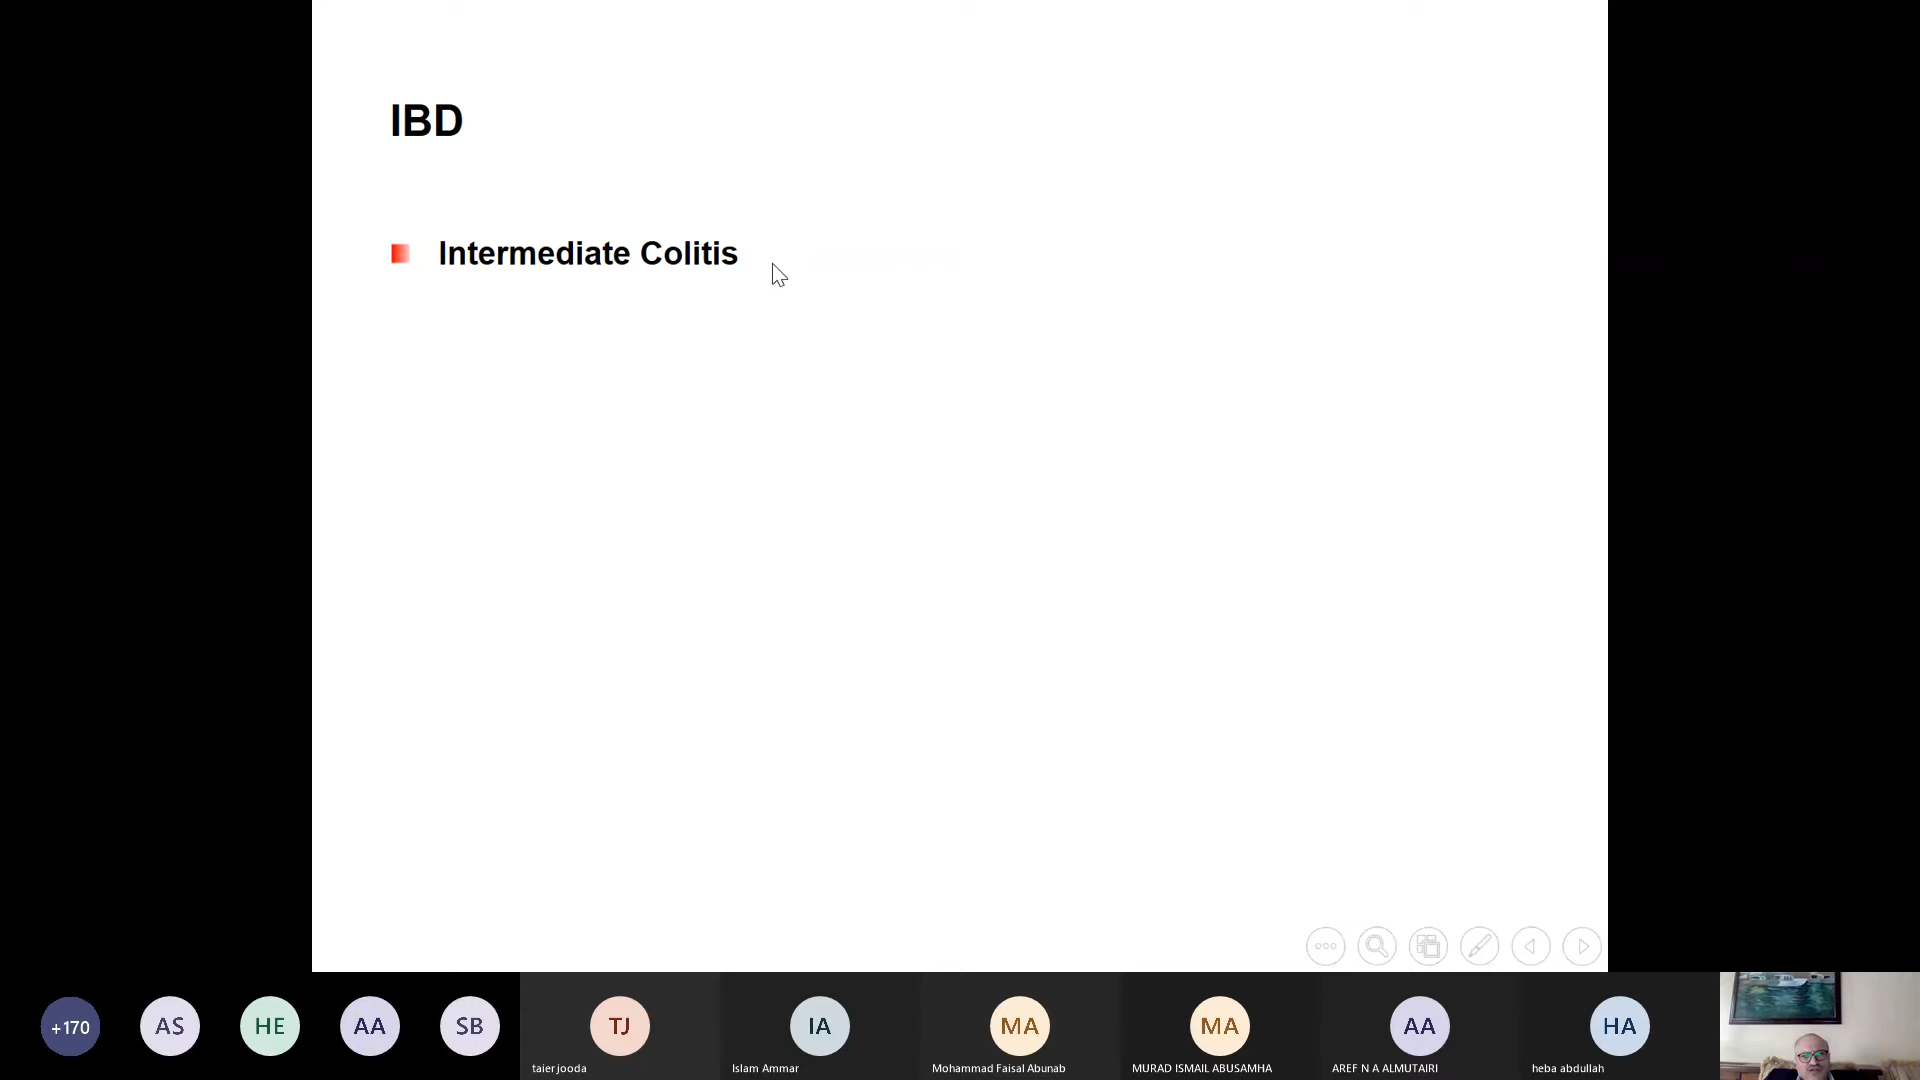 IBD
Intermediate Colitis
+170
AS
HE
AA
SB
TJ
IA
MA
MA
AA
HA
taier jooda
Islam Ammar
Mohammad Faisal Abunab
MURAD ISMAIL ABUSAMHA
AREF N A ALMUTAIRI
heba abdullah